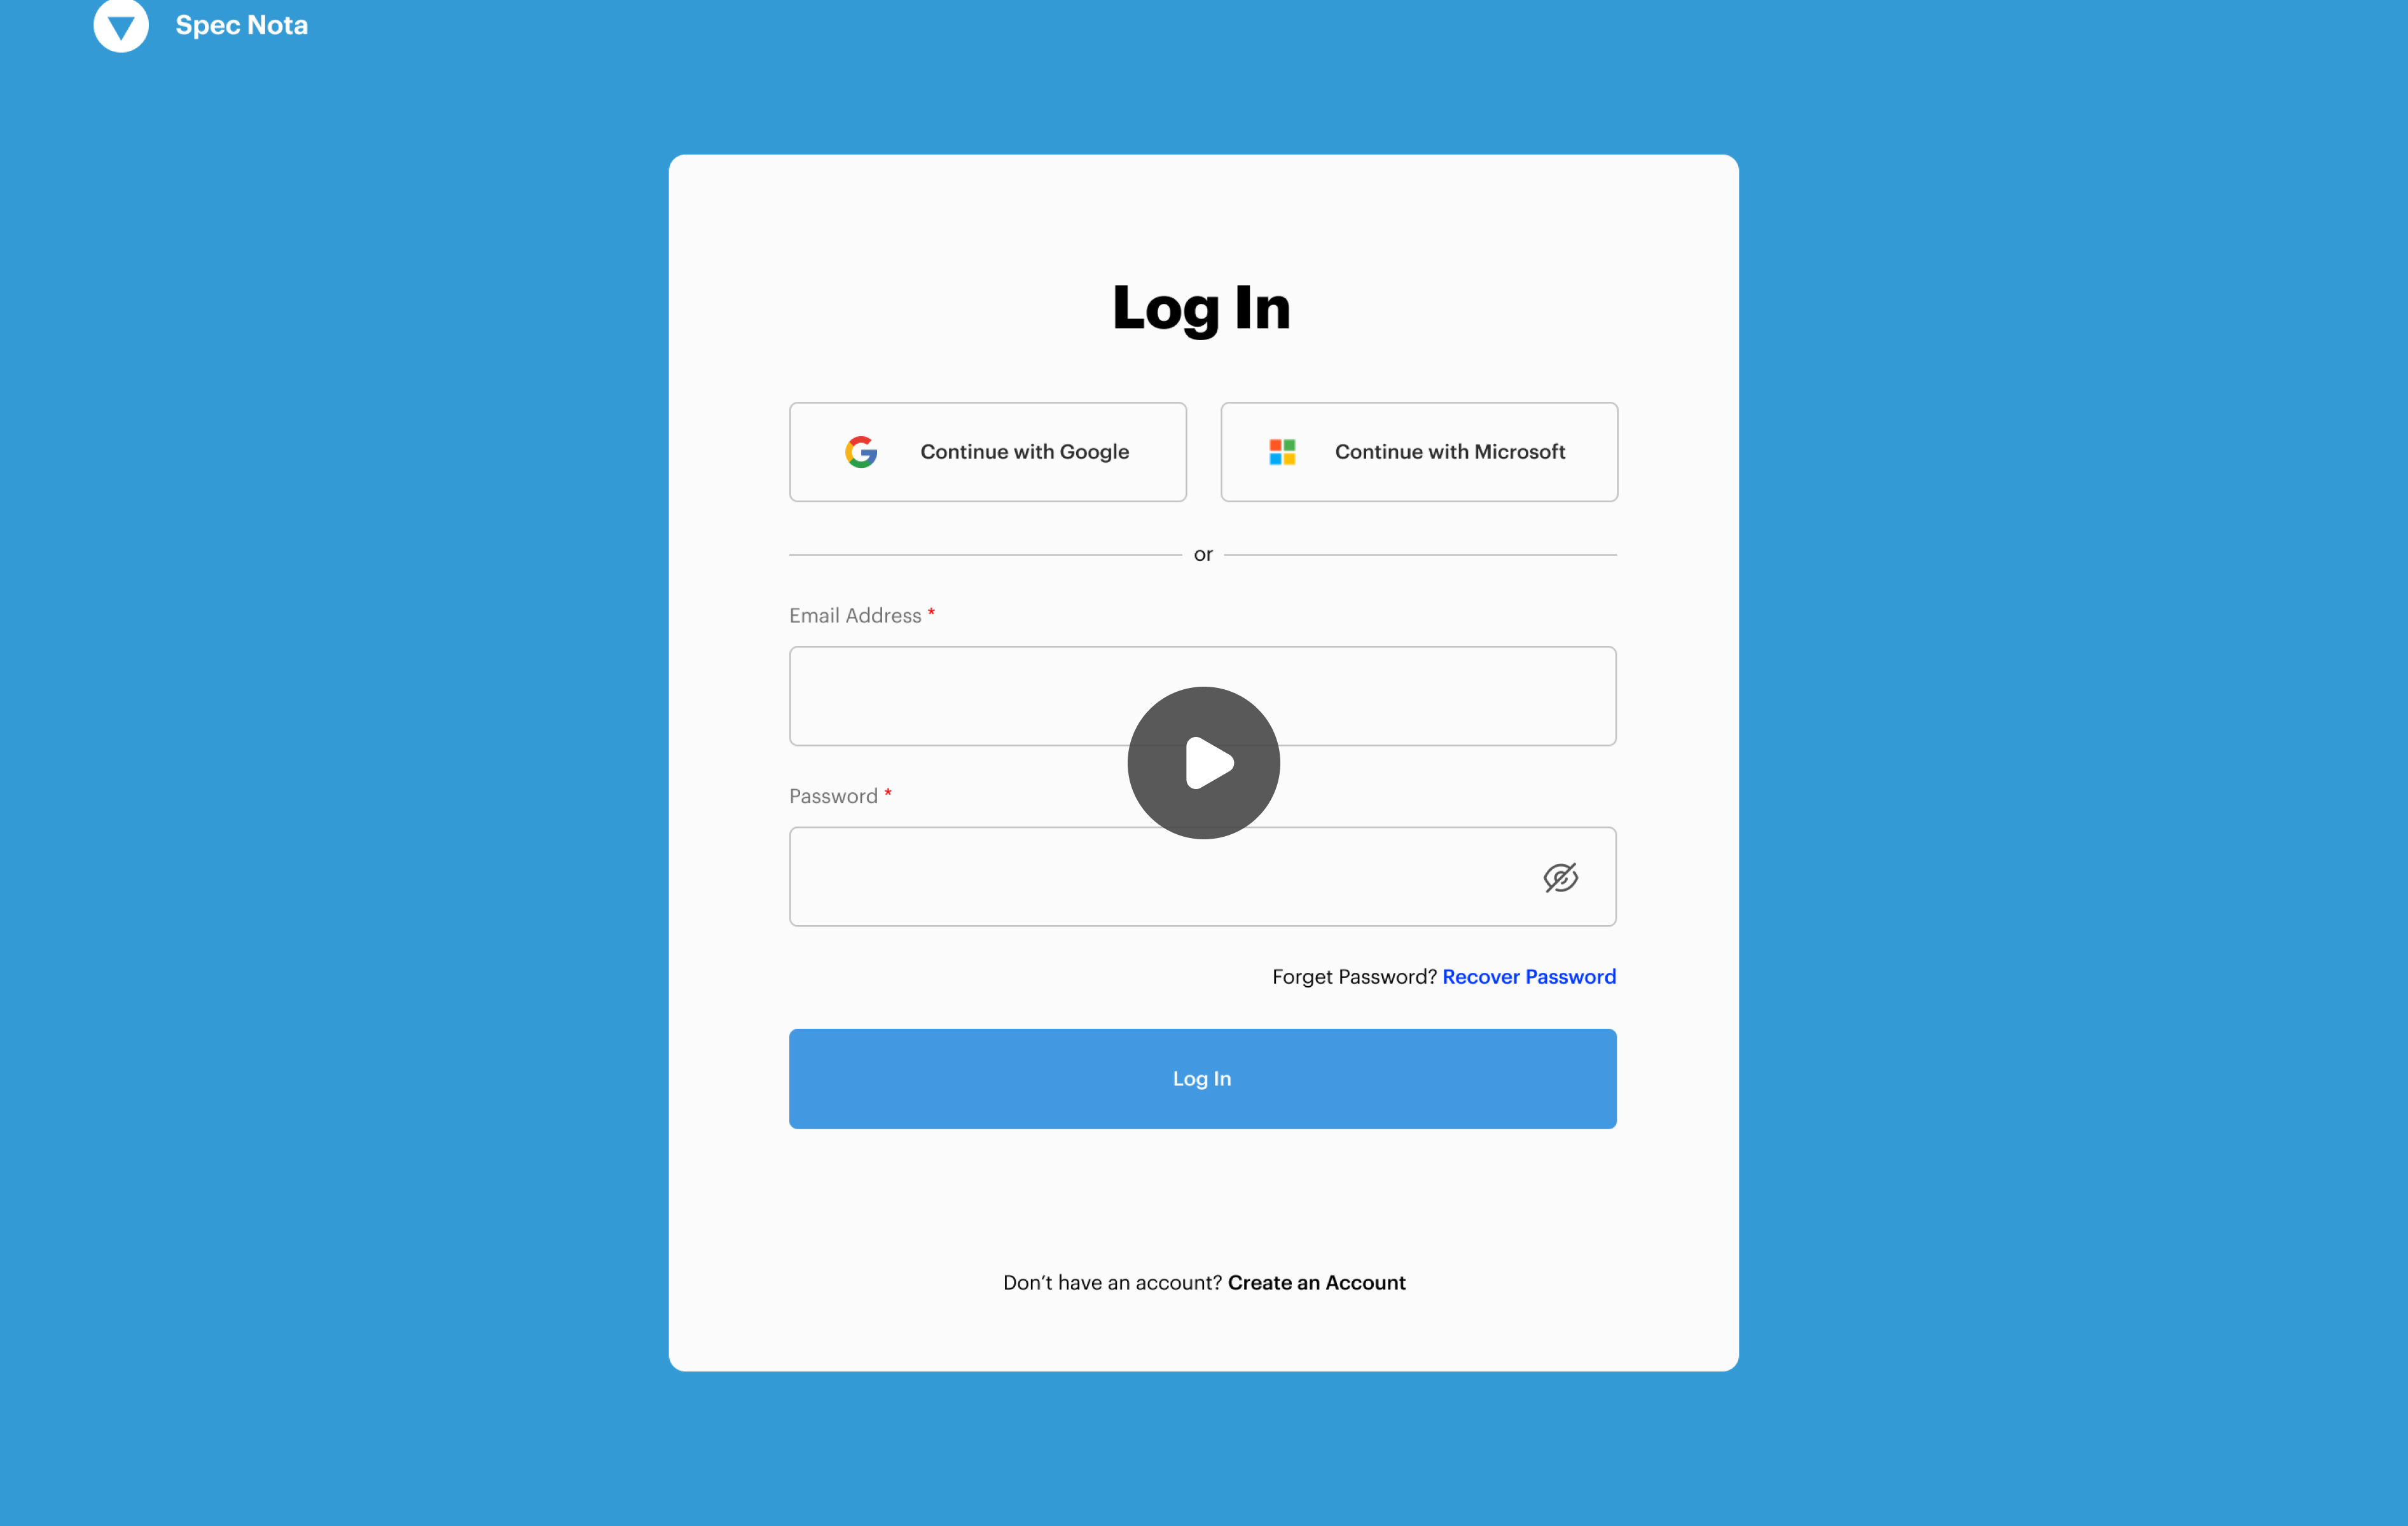 Spec Nota
Log In
Continue with Google
Continue with Microsoft
or
Email Address *
Password *
Forget Password? Recover Password
Log In
Don’t have an account? Create an Account